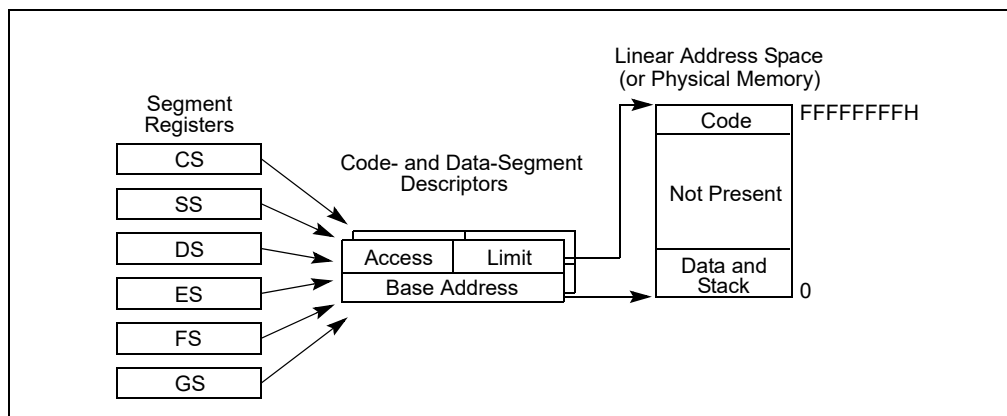 Linear Address Space
(or Physical Memory)
Segment
Registers
CS
SS
DS
ES
FS
GS
Code- and Data-Segment
Descriptors
Access
Limit
Base Address
Code
FFFFFFFFH
Not Present
Data and
Stack
0